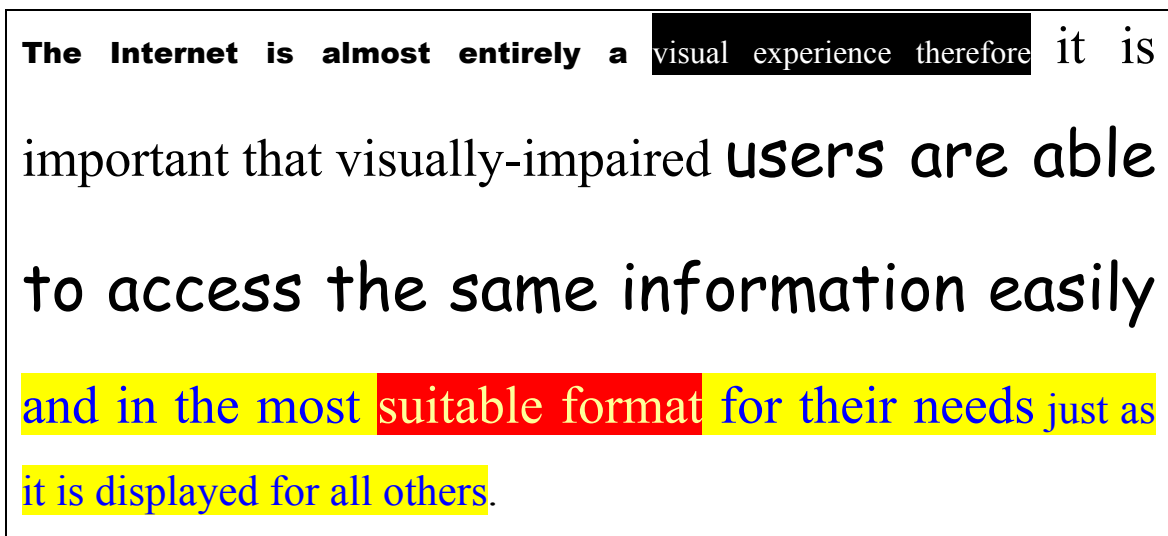 The Internet is almost entirely a visual experience therefore it is
important that visually-impaired users are able
to access the same information easily
and in the most suitable format for their needs just as
it is displayed for all others.